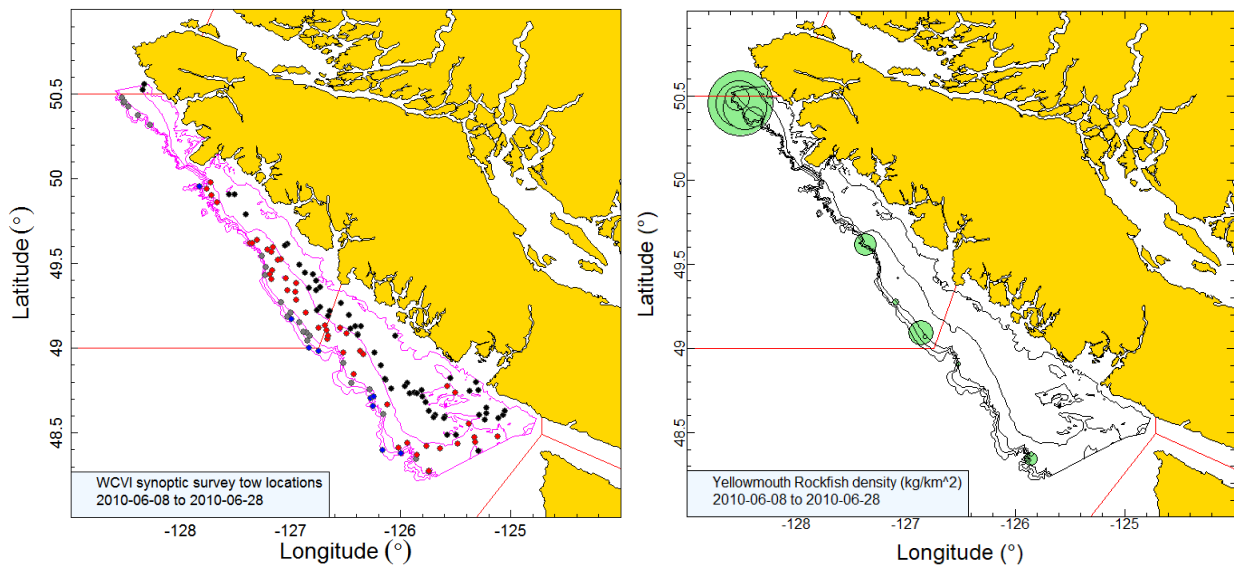 50.5
50
49.5
49
48.5
Latitude (°)
WCVI synoptic survey tow locations
2010-06-08 to 2010-06-28
-128
-127
-126
-125
Longitude (°)
50.5
50
49.5
49
48.5
Latitude (°)
Yellowmouth Rockfish density (kg/km^2)
2010-06-08 to 2010-06-28
-128
-127
-126
-125
Longitude (°)